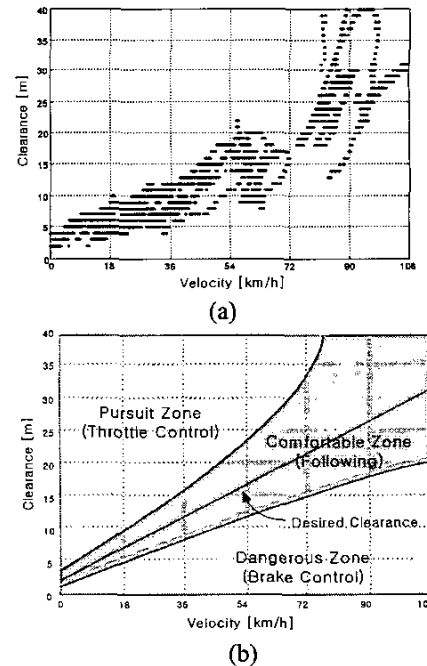 40
35
30
25
20
15
10
5
0
Clearance [m]
0 18 36 54 72 90 108
Velocity [km/h]
(a)
40
35
30
25
20
15
10
5
0
Clearance [m]
Pursuit Zone
(Throttle Control)
Comfortable Zone
(Following)
Desired Clearance
Dangerous Zone
(Brake Control)
0 18 36 54 72 90
Velocity [km/h]
(b)